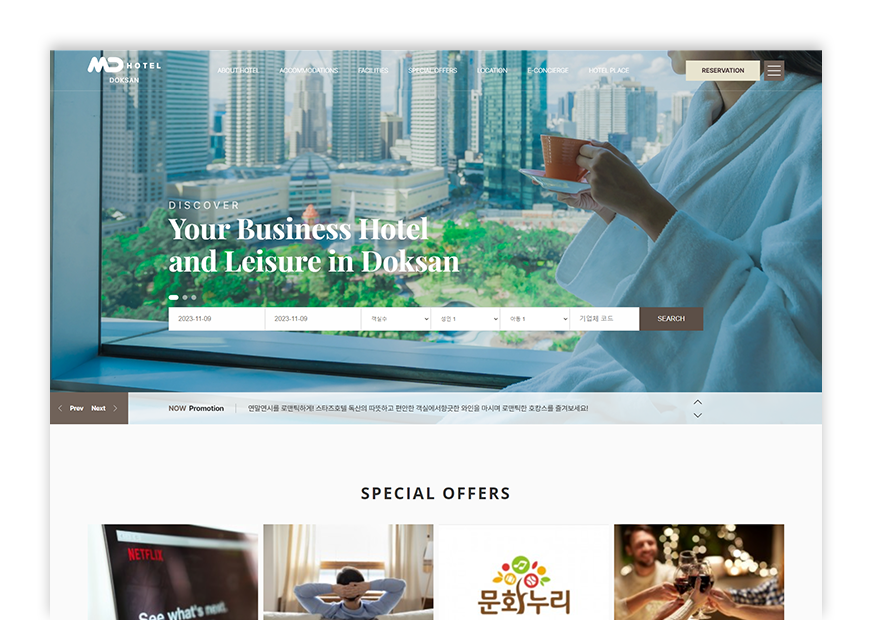 MD HOTEL
DOKSAN
ABOUT HOTEL ACCOMMODATIONS FACILITIES SPECIAL OFFERS LOCATION E-CONCIERGE HOTEL PLACE
RESERVATION
DISCOVER
Your Business Hotel
and Leisure in Doksan
2023-11-09 2023-11-09 객실수 성인 1 아동 1 기업체 코드 SEARCH
Prev Next NOW Promotion 연말연시를 로맨틱하게! 스타즈호텔 독산의 따뜻하고 편안한 객실에서향긋한 와인을 마시며 로맨틱한 호캉스를 즐겨보세요!
SPECIAL OFFERS
NETFLIX
See what's next.
문화누리